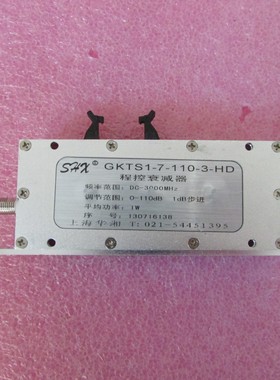 SHX® GKTS1-7-110-3-HD
程控衰减器
频率范围: DC-3000MHz
调节范围: 0-110dB 1dB步进
平均功率: 1W
序 号: 130716138
上海华湘 T: 021-54451395